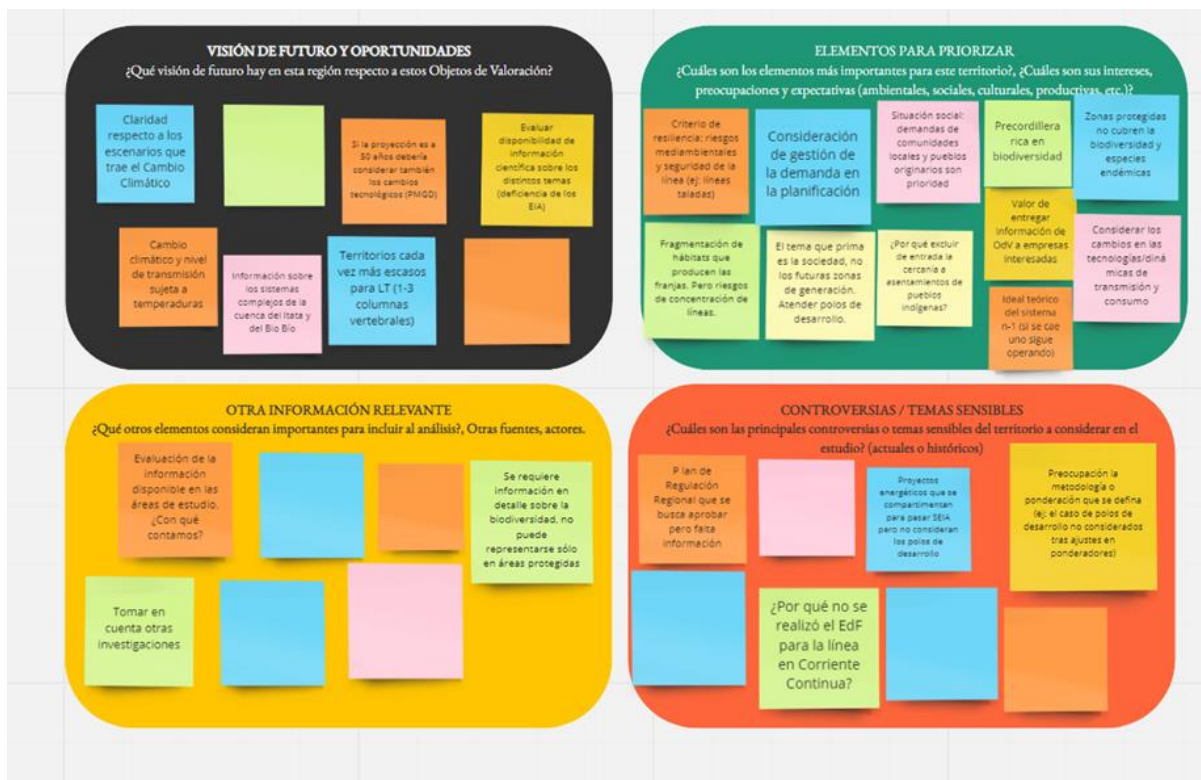 VISIÓN DE FUTURO Y OPORTUNIDADES
¿Qué visión de futuro hay en esta región respecto a estos Objetos de Valoración?
Claridad
respecto a los
escenarios que
trae el Cambio
Climático
Si la proyección es a
50 años debería
considerar también
los cambios
tecnológicos (PMGD)
Evaluar
disponibilidad de
información
científica sobre los
distintos temas
(deficiencia de los
EIA)
Cambio
climático y nivel
de transmisión
sujeta a
temperaturas
Información sobre
los sistemas
complejos de la
cuenca del Itata y
del Bio Bío
Territorios cada
vez más escasos
para LT (1-3
columnas
vertebrales)
ELEMENTOS PARA PRIORIZAR
¿Cuáles son los elementos más importantes para este territorio?, ¿Cuáles son sus intereses,
preocupaciones y expectativas (ambientales, sociales, culturales, productivas, etc.)?
Criterio de
resiliencia: riesgos
mediambientales
y seguridad de la
línea (ej: líneas
taladas)
Consideración
de gestión de
la demanda en
la planificación
Situación social:
demandas de
comunidades
locales y pueblos
originarios son
prioridad
Precordillera
rica en
biodiversidad
Zonas protegidas
no cubren la
biodiversidad y
especies
endémicas
Fragmentación de
hábitats que
producen las
franjas. Pero riesgos
de concentración de
líneas.
El tema que prima
es la sociedad, no
los futuras zonas
de generación.
Atender polos de
desarrollo.
¿Por qué excluir
de entrada la
cercanía a
asentamientos de
pueblos
indígenas?
Valor de
entregar
información de
OdV a empresas
interesadas
Ideal teórico
del sistema
n-1 (si se cae
uno sigue
operando)
Considerar los
cambios en las
tecnologías/diná
micas de
transmisión y
consumo
OTRA INFORMACIÓN RELEVANTE
¿Qué otros elementos consideran importantes para incluir al análisis?, Otras fuentes, actores.
Evaluación de la
información
disponible en las
áreas de estudio.
¿Con qué
contamos?
Se requiere
información en
detalle sobre la
biodiversidad, no
puede
representarse sólo
en áreas protegidas
Tomar en
cuenta otras
investigaciones
CONTROVERSIAS / TEMAS SENSIBLES
¿Cuáles son las principales controversias o temas sensibles del territorio a considerar en el
estudio? (actuales o históricos)
P lan de
Regulación
Regional que se
busca aprobar
pero falta
información
Proyectos
energéticos que se
compartimentan
para pasar SEIA
pero no consideran
los polos de
desarrollo
Preocupación la
metodología o
ponderación que se
defina
(ej: el caso de polos de
desarrollo no considerados
tras ajustes en
ponderadores)
¿Por qué no se
realizó el EdF
para la línea
en Corriente
Continua?